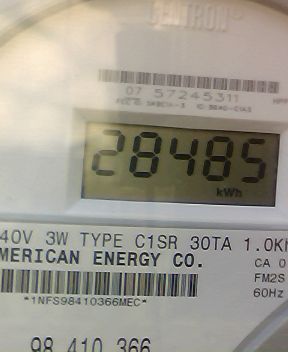 CENTRON®
07 57245311
28485
kWh
40V 3W TYPE C1SR 30TA 1.0K
MERICAN ENERGY CO.
CA 0
FM2S
60Hz
*1NFS98410366MEC*
98 410 366